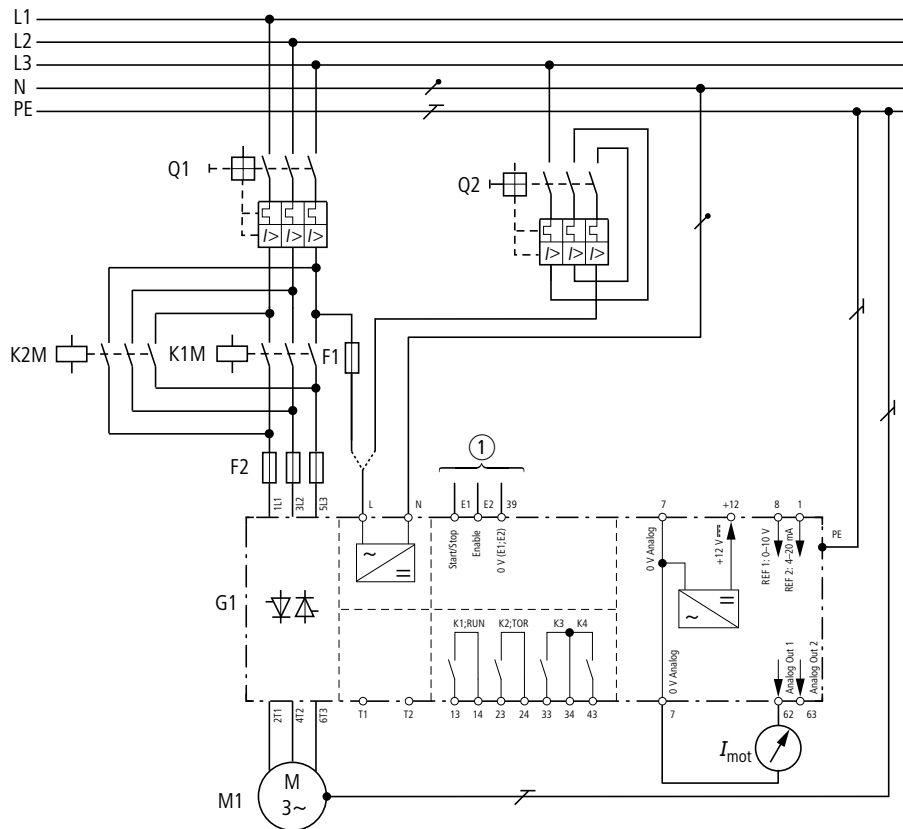 L1
L2
L3
N
PE
Q1
Q2
I> I> I>
I> I> I>
K2M
K1M
F1
F2
1
1L1
3L2
5L3
L
N
E1
E2
39
7
+12
8
1
PE
Start/Stop
Enable
0 V (E1;E2)
0 V Analog
+12 V
REF 1: 0–10 V
REF 2: 4–20 mA
~
=
=
~
G1
K1;RUN
K2;TOR
K3
K4
0 V Analog
Analog Out 1
Analog Out 2
2T1
4T2
6T3
T1
T2
13
14
23
24
33
34
43
7
62
63
Imot
M1
M
3~